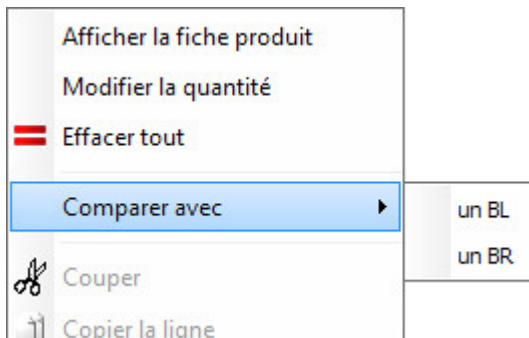 Afficher la fiche produit
Modifier la quantité
Effacer tout
Comparer avec
un BL
un BR
Couper
Copier la ligne